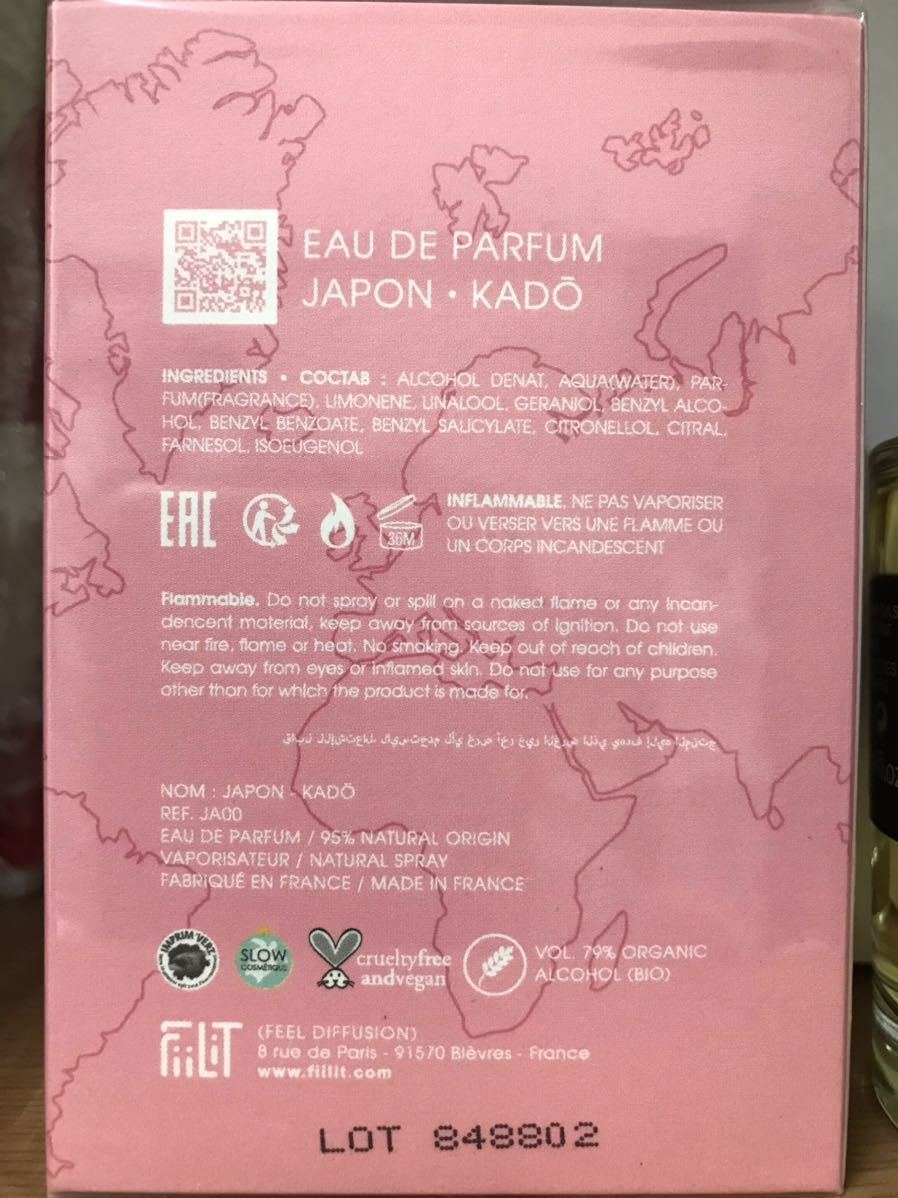 EAU DE PARFUM
JAPON • KADŌ
INGREDIENTS • COCTAB : ALCOHOL DENAT, AQUA(WATER), PAR-
FUM(FRAGRANCE), LIMONENE, LINALOOL, GERANIOL, BENZYL ALCO-
HOL, BENZYL BENZOATE, BENZYL SALICYLATE, CITRONELLOL, CITRAL,
FARNESOL, ISOEUGENOL
EAC
36M
INFLAMMABLE, NE PAS VAPORISER
OU VERSER VERS UNE FLAMME OU
UN CORPS INCANDESCENT
Flammable. Do not spray or spill on a naked flame or any incan-
dencent material, keep away from sources of ignition. Do not use
near fire, flame or heat. No smoking. Keep out of reach of children.
Keep away from eyes or inflamed skin. Do not use for any purpose
other than for which the product is made for.
NOM : JAPON - KADŌ
REF. JA00
EAU DE PARFUM / 95% NATURAL ORIGIN
VAPORISATEUR / NATURAL SPRAY
FABRIQUÉ EN FRANCE / MADE IN FRANCE
IMPRIM'VERT
SLOW
COSMÉTIQUE
crueltyfree
andvegan
VOL. 79% ORGANIC
ALCOHOL (BIO)
FiiLiT
(FEEL DIFFUSION)
8 rue de Paris - 91570 Bièvres - France
www.fiilit.com
LOT 848802